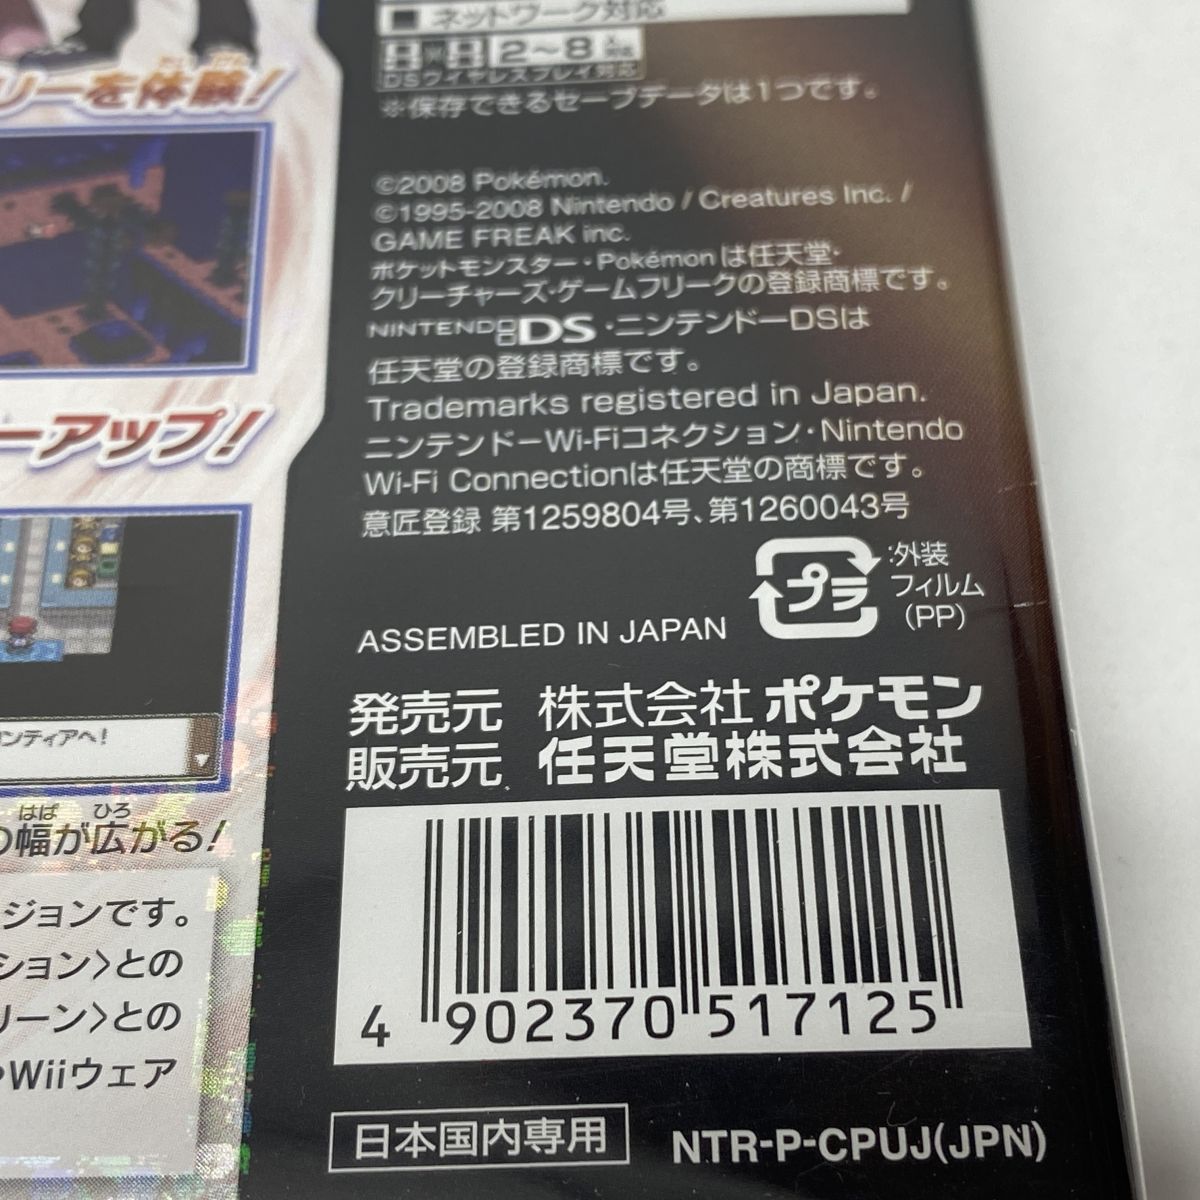 ■ ネットワーク対応
2～8人
DSワイヤレスプレイ対応
※保存できるセーブデータは1つです。
リーを体験!
たい けん
©2008 Pokémon.
©1995-2008 Nintendo / Creatures Inc. /
GAME FREAK inc.
ポケットモンスター・Pokémonは任天堂・
クリーチャーズ・ゲームフリークの登録商標です。
NINTENDO DS・ニンテンドーDSは
任天堂の登録商標です。
Trademarks registered in Japan.
ニンテンドーWi-Fiコネクション・Nintendo
Wi-Fi Connectionは任天堂の商標です。
意匠登録 第1259804号、第1260043号
プラ
:外装
フィルム
(PP)
ASSEMBLED IN JAPAN
発売元 株式会社ポケモン
販売元 任天堂株式会社
4 902370 517125
日本国内専用
NTR-P-CPUJ(JPN)
ーアップ!
ンティアへ!
はば ひろ
の幅が広がる!
ジョンです。
ション〉との
リーン〉との
Wiiウェア